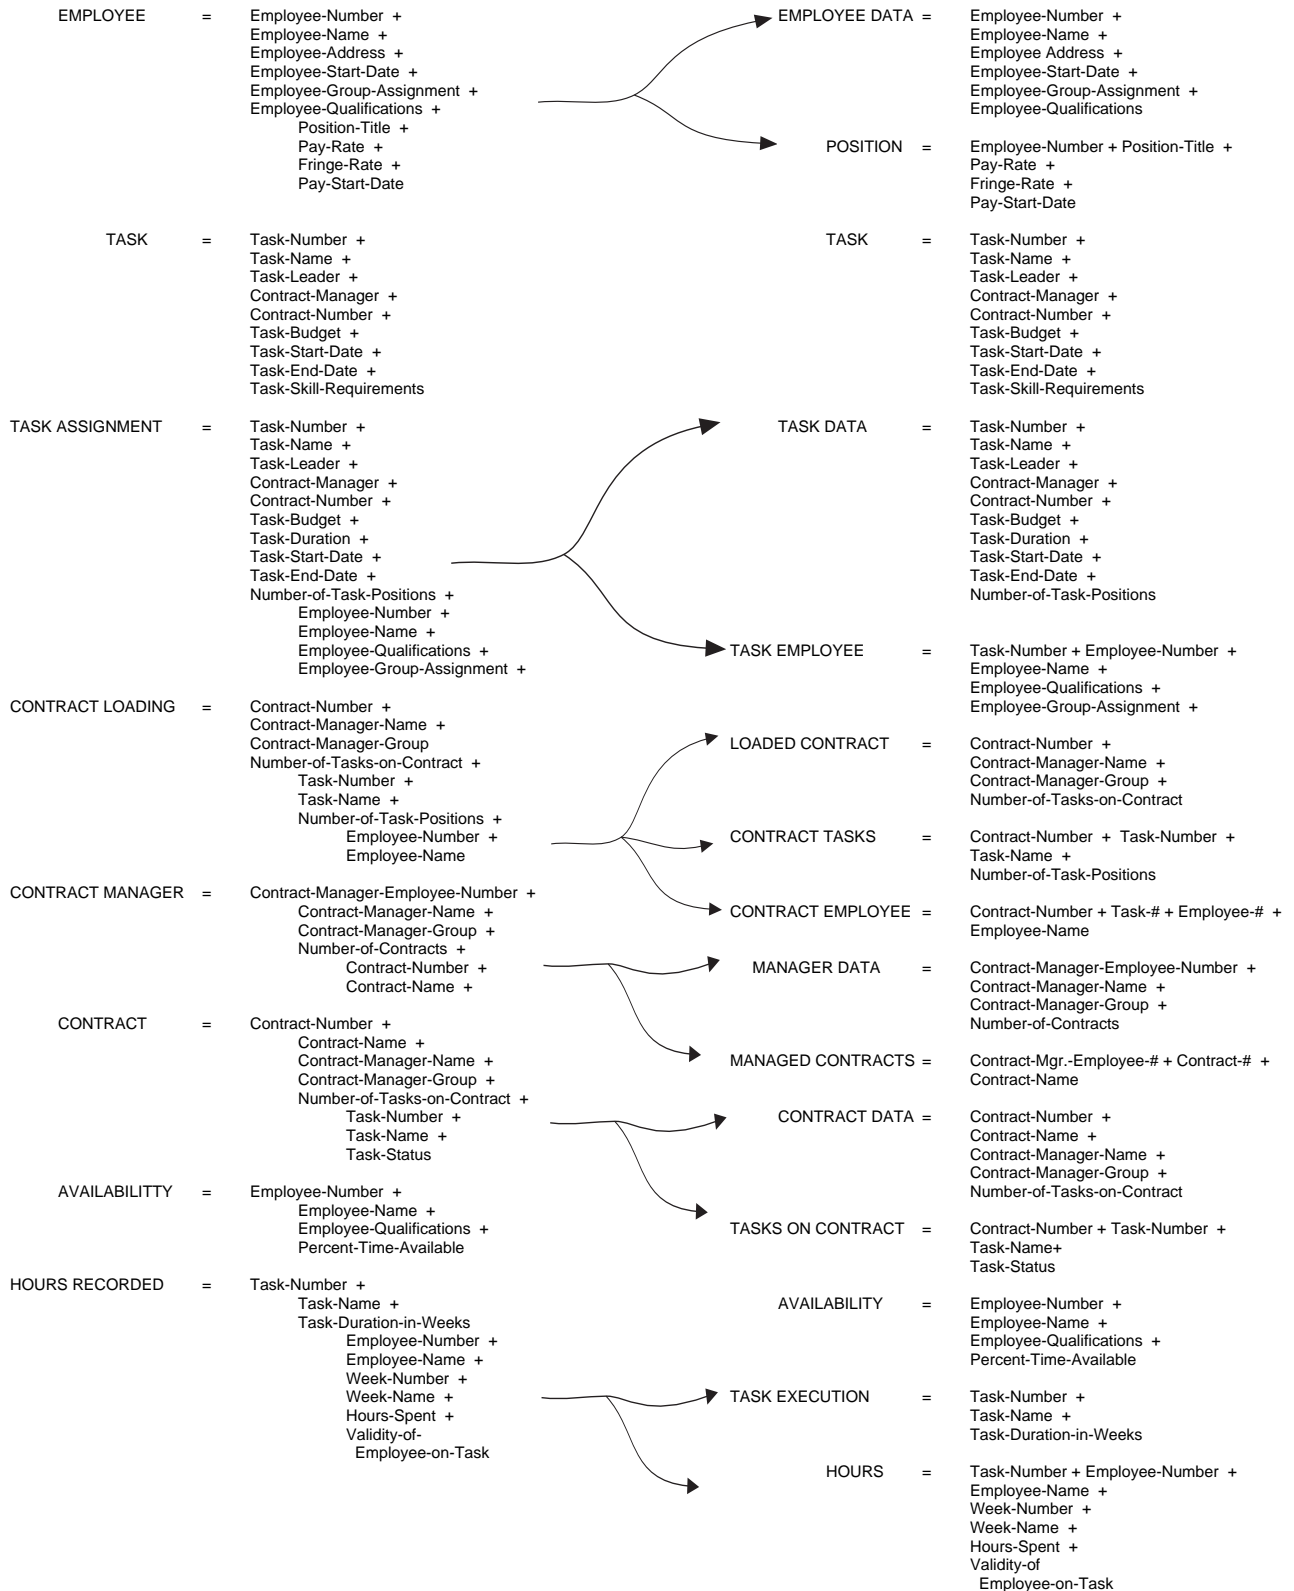 EMPLOYEE = Employee-Number +
Employee-Name +
Employee-Address +
Employee-Start-Date +
Employee-Group-Assignment +
Employee-Qualifications +
Position-Title +
Pay-Rate +
Fringe-Rate +
Pay-Start-Date
TASK = Task-Number +
Task-Name +
Task-Leader +
Contract-Manager +
Contract-Number +
Task-Budget +
Task-Start-Date +
Task-End-Date +
Task-Skill-Requirements
TASK ASSIGNMENT = Task-Number +
Task-Name +
Task-Leader +
Contract-Manager +
Contract-Number +
Task-Budget +
Task-Duration +
Task-Start-Date +
Task-End-Date +
Number-of-Task-Positions +
Employee-Number +
Employee-Name +
Employee-Qualifications +
Employee-Group-Assignment +
CONTRACT LOADING = Contract-Number +
Contract-Manager-Name +
Contract-Manager-Group
Number-of-Tasks-on-Contract +
Task-Number +
Task-Name +
Number-of-Task-Positions +
Employee-Number +
Employee-Name
CONTRACT MANAGER = Contract-Manager-Employee-Number +
Contract-Manager-Name +
Contract-Manager-Group +
Number-of-Contracts +
Contract-Number +
Contract-Name +
CONTRACT = Contract-Number +
Contract-Name +
Contract-Manager-Name +
Contract-Manager-Group +
Number-of-Tasks-on-Contract +
Task-Number +
Task-Name +
Task-Status
AVAILABILITTY = Employee-Number +
Employee-Name +
Employee-Qualifications +
Percent-Time-Available
HOURS RECORDED = Task-Number +
Task-Name +
Task-Duration-in-Weeks
Employee-Number +
Employee-Name +
Week-Number +
Week-Name +
Hours-Spent +
Validity-of-
Employee-on-Task
EMPLOYEE DATA = Employee-Number +
Employee-Name +
Employee Address +
Employee-Start-Date +
Employee-Group-Assignment +
Employee-Qualifications
POSITION = Employee-Number + Position-Title +
Pay-Rate +
Fringe-Rate +
Pay-Start-Date
TASK = Task-Number +
Task-Name +
Task-Leader +
Contract-Manager +
Contract-Number +
Task-Budget +
Task-Start-Date +
Task-End-Date +
Task-Skill-Requirements
TASK DATA = Task-Number +
Task-Name +
Task-Leader +
Contract-Manager +
Contract-Number +
Task-Budget +
Task-Duration +
Task-Start-Date +
Task-End-Date +
Number-of-Task-Positions
TASK EMPLOYEE = Task-Number + Employee-Number +
Employee-Name +
Employee-Qualifications +
Employee-Group-Assignment +
LOADED CONTRACT = Contract-Number +
Contract-Manager-Name +
Contract-Manager-Group +
Number-of-Tasks-on-Contract
CONTRACT TASKS = Contract-Number + Task-Number +
Task-Name +
Number-of-Task-Positions
CONTRACT EMPLOYEE = Contract-Number + Task-# + Employee-# +
Employee-Name
MANAGER DATA = Contract-Manager-Employee-Number +
Contract-Manager-Name +
Contract-Manager-Group +
Number-of-Contracts
MANAGED CONTRACTS = Contract-Mgr.-Employee-# + Contract-# +
Contract-Name
CONTRACT DATA = Contract-Number +
Contract-Name +
Contract-Manager-Name +
Contract-Manager-Group +
Number-of-Tasks-on-Contract
TASKS ON CONTRACT = Contract-Number + Task-Number +
Task-Name+
Task-Status
AVAILABILITY = Employee-Number +
Employee-Name +
Employee-Qualifications +
Percent-Time-Available
TASK EXECUTION = Task-Number +
Task-Name +
Task-Duration-in-Weeks
HOURS = Task-Number + Employee-Number +
Employee-Name +
Week-Number +
Week-Name +
Hours-Spent +
Validity-of
Employee-on-Task